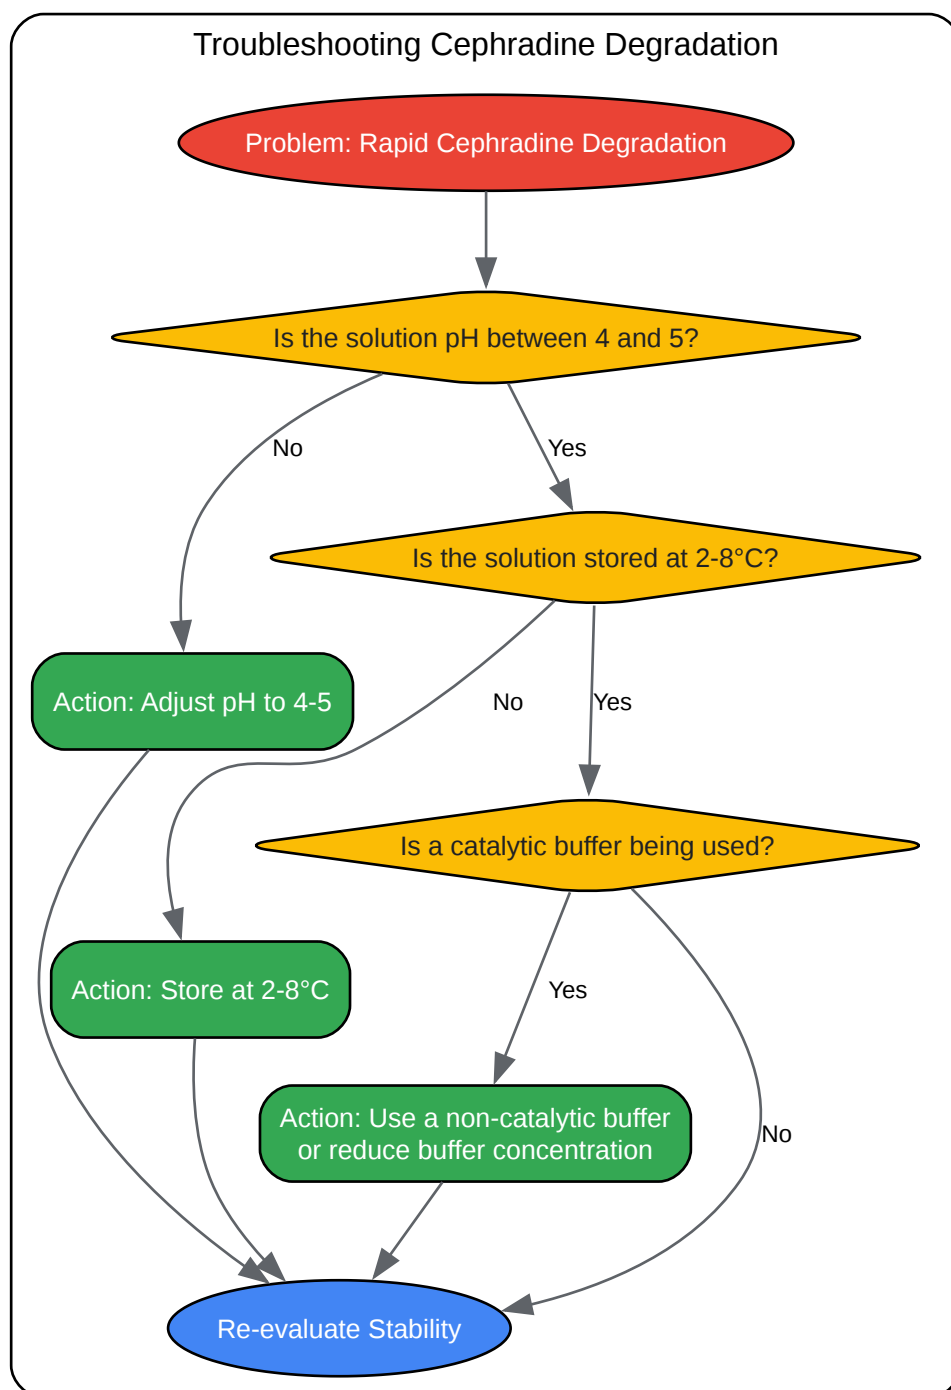 Troubleshooting Cephradine Degradation
Problem: Rapid Cephradine Degradation
Is the solution pH between 4 and 5?
No
Yes
Is the solution stored at 2-8°C?
Action: Adjust pH to 4-5
No
Yes
Is a catalytic buffer being used?
Action: Store at 2-8°C
Yes
Action: Use a non-catalytic buffer
or reduce buffer concentration
No
Re-evaluate Stability